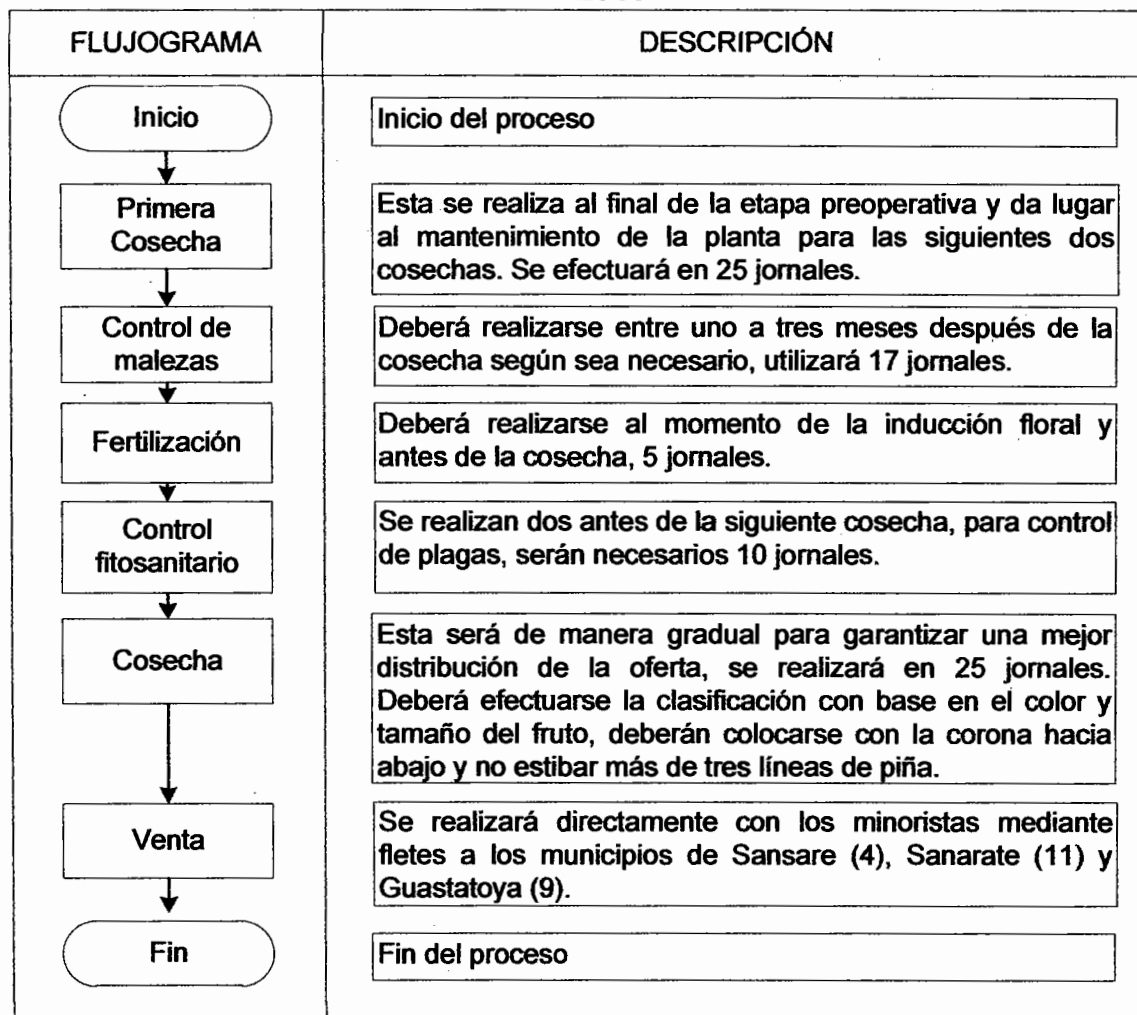 FLUJOGRAMA
DESCRIPCIÓN
Inicio
Inicio del proceso
Primera
Cosecha
Esta se realiza al final de la etapa preoperativa y da lugar
al mantenimiento de la planta para las siguientes dos
cosechas. Se efectuará en 25 jornales.
Control de
malezas
Deberá realizarse entre uno a tres meses después de la
cosecha según sea necesario, utilizará 17 jornales.
Fertilización
Deberá realizarse al momento de la inducción floral y
antes de la cosecha, 5 jornales.
Control
fitosanitario
Se realizan dos antes de la siguiente cosecha, para control
de plagas, serán necesarios 10 jornales.
Cosecha
Esta será de manera gradual para garantizar una mejor
distribución de la oferta, se realizará en 25 jornales.
Deberá efectuarse la clasificación con base en el color y
tamaño del fruto, deberán colocarse con la corona hacia
abajo y no estibar más de tres líneas de piña.
Venta
Se realizará directamente con los minoristas mediante
fletes a los municipios de Sansare (4), Sanarate (11) y
Guastatoya (9).
Fin
Fin del proceso